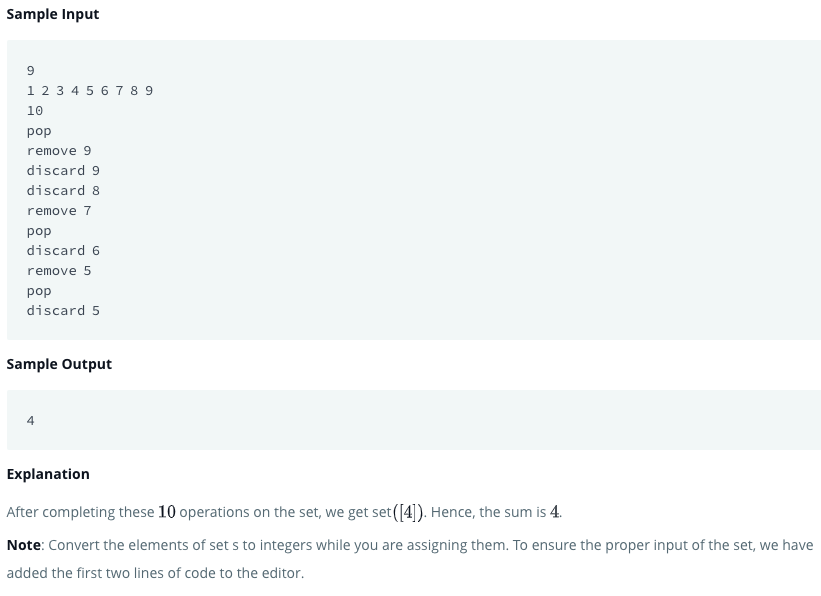 Sample Input
9
1 2 3 4 5 6 7 8 9
10
pop
remove 9
discard 9
discard 8
remove 7
pop
discard 6
remove 5
pop
discard 5
Sample Output
4
Explanation
After completing these 10 operations on the set, we get set([4]). Hence, the sum is 4.
Note: Convert the elements of set s to integers while you are assigning them. To ensure the proper input of the set, we have
added the first two lines of code to the editor.